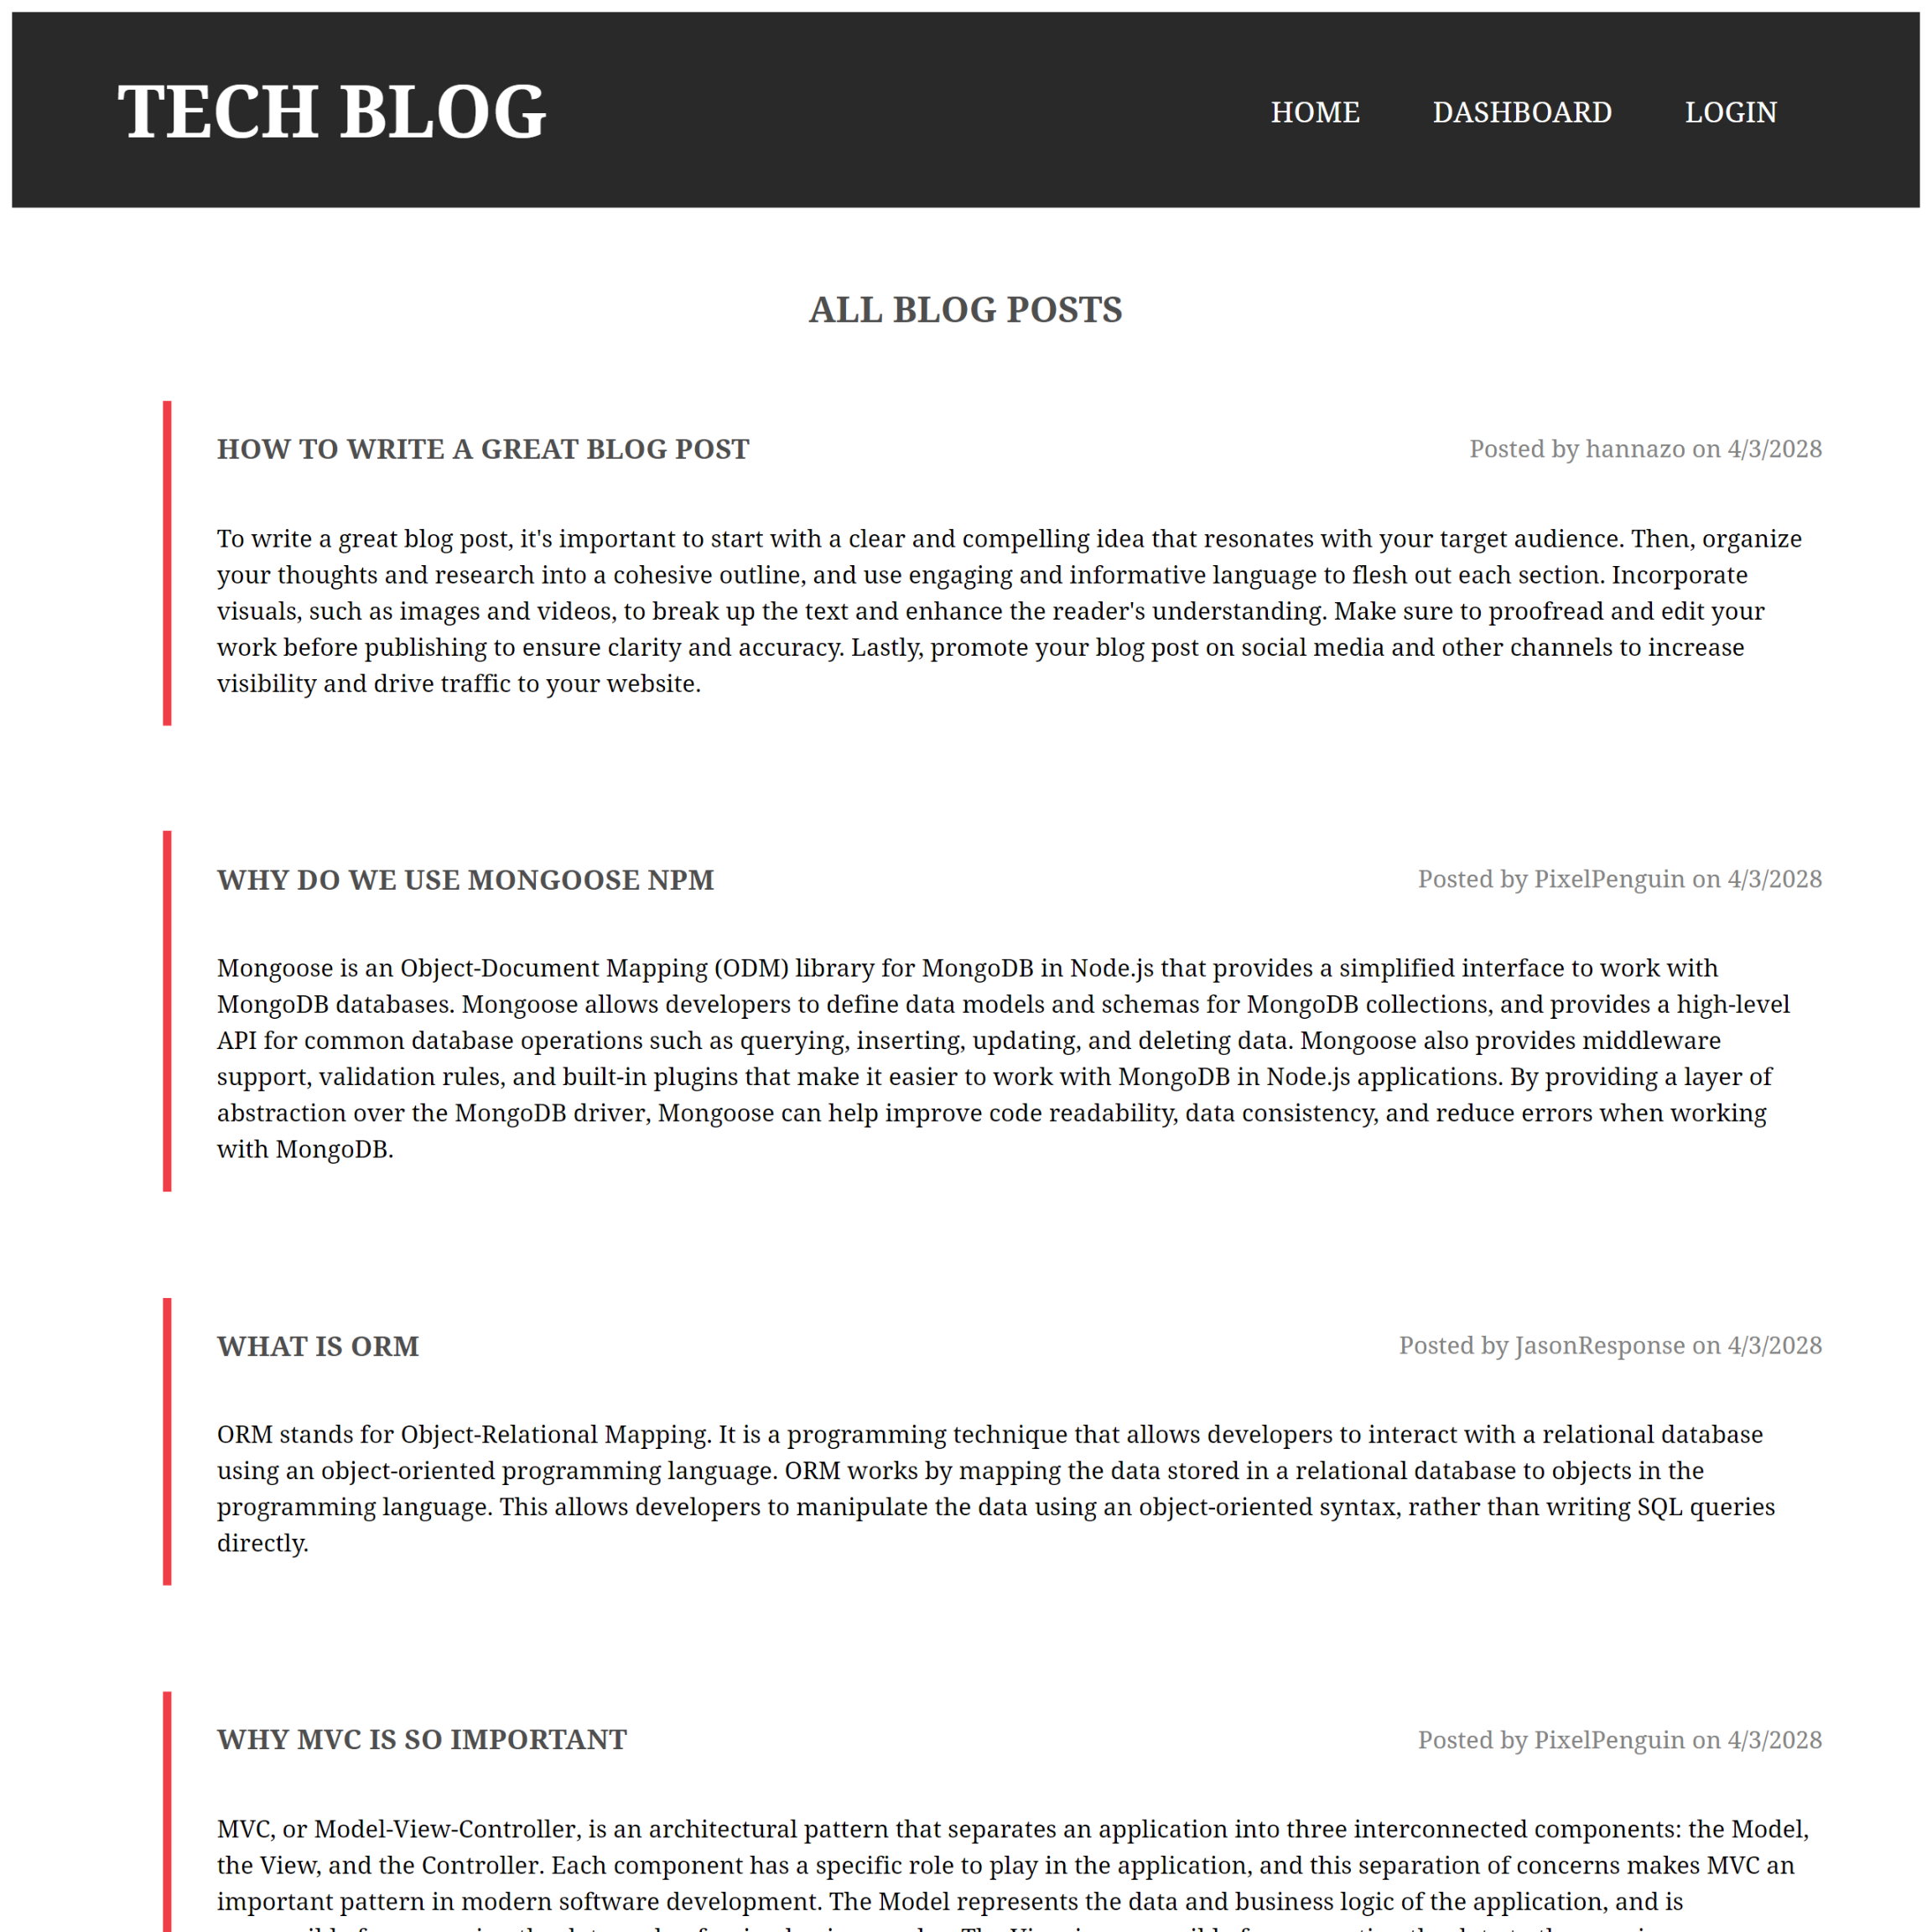 TECH BLOG
HOME DASHBOARD LOGIN
ALL BLOG POSTS
HOW TO WRITE A GREAT BLOG POST
Posted by hannazo on 4/3/2028
To write a great blog post, it's important to start with a clear and compelling idea that resonates with your target audience. Then, organize
your thoughts and research into a cohesive outline, and use engaging and informative language to flesh out each section. Incorporate
visuals, such as images and videos, to break up the text and enhance the reader's understanding. Make sure to proofread and edit your
work before publishing to ensure clarity and accuracy. Lastly, promote your blog post on social media and other channels to increase
visibility and drive traffic to your website.
WHY DO WE USE MONGOOSE NPM
Posted by PixelPenguin on 4/3/2028
Mongoose is an Object-Document Mapping (ODM) library for MongoDB in Node.js that provides a simplified interface to work with
MongoDB databases. Mongoose allows developers to define data models and schemas for MongoDB collections, and provides a high-level
API for common database operations such as querying, inserting, updating, and deleting data. Mongoose also provides middleware
support, validation rules, and built-in plugins that make it easier to work with MongoDB in Node.js applications. By providing a layer of
abstraction over the MongoDB driver, Mongoose can help improve code readability, data consistency, and reduce errors when working
with MongoDB.
WHAT IS ORM
Posted by JasonResponse on 4/3/2028
ORM stands for Object-Relational Mapping. It is a programming technique that allows developers to interact with a relational database
using an object-oriented programming language. ORM works by mapping the data stored in a relational database to objects in the
programming language. This allows developers to manipulate the data using an object-oriented syntax, rather than writing SQL queries
directly.
WHY MVC IS SO IMPORTANT
Posted by PixelPenguin on 4/3/2028
MVC, or Model-View-Controller, is an architectural pattern that separates an application into three interconnected components: the Model,
the View, and the Controller. Each component has a specific role to play in the application, and this separation of concerns makes MVC an
important pattern in modern software development. The Model represents the data and business logic of the application, and is